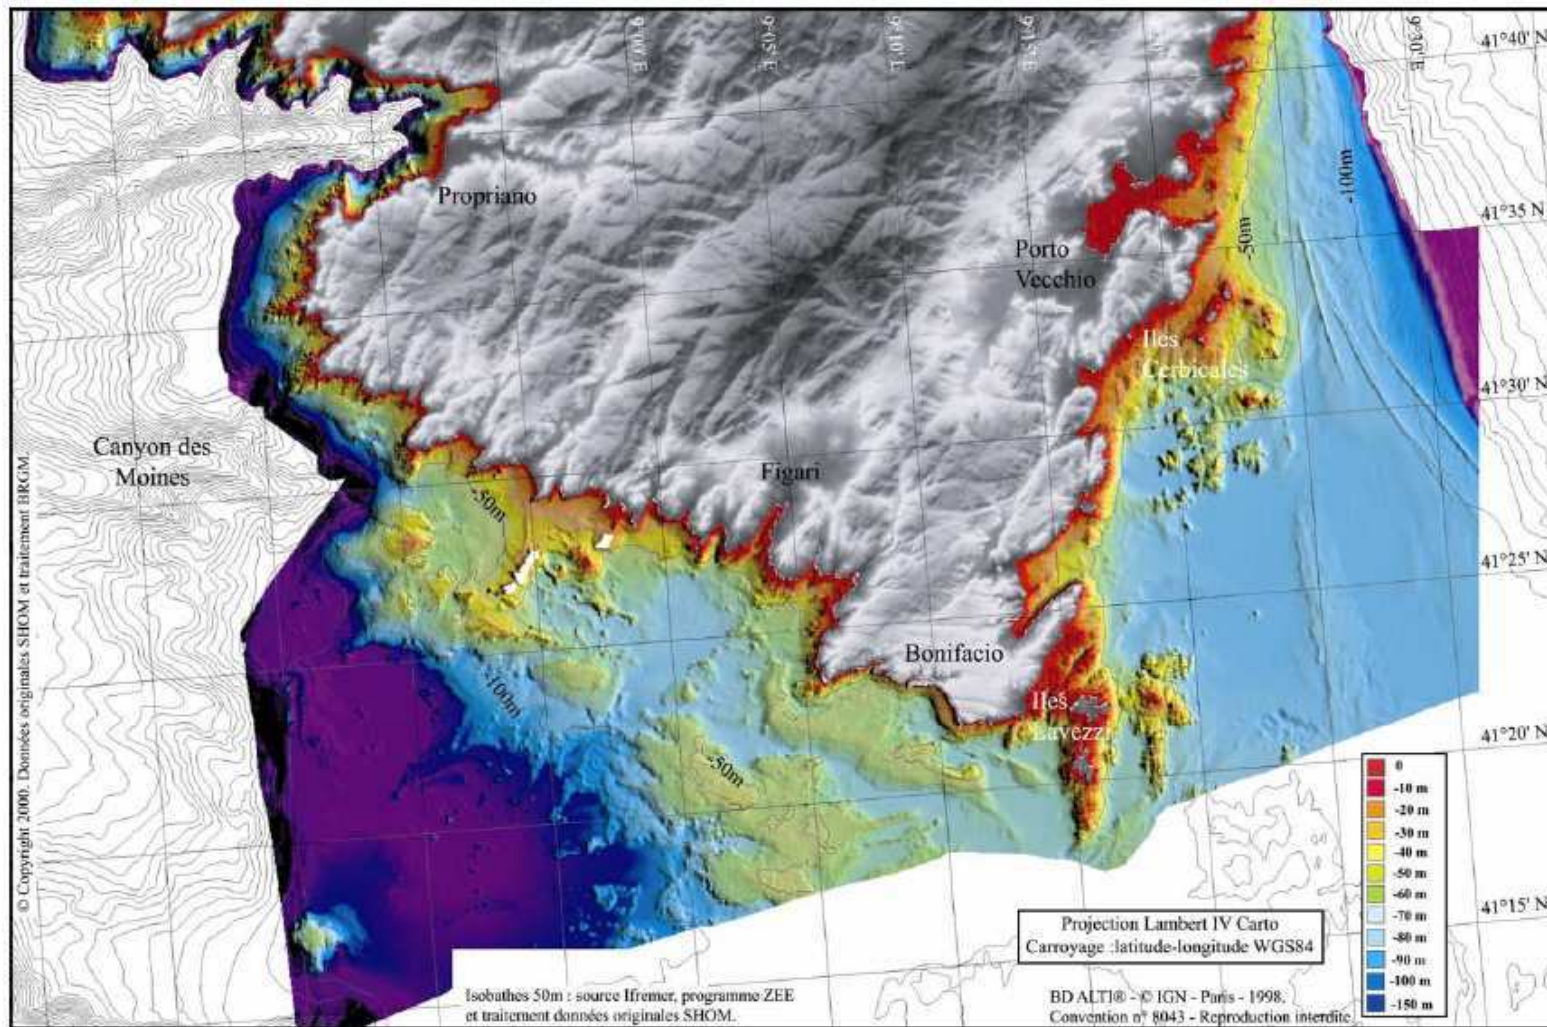 9°00' E
9°05' E
9°10' E
9°15' E
9°30' E
41°40' N
Propriano
-100m
41°35' N
-50m
Porto
Vecchio
Iles
Cerbicales
41°30' N
Canyon des
Moines
Figari
-50m
41°25' N
Bonifacio
-100m
Iles
Lavezzi
-50m
41°20' N
0
-10 m
-20 m
-30 m
-40 m
-50 m
-60 m
-70 m
-80 m
-90 m
-100 m
-150 m
41°15' N
Projection Lambert IV Carto
Carroyage :latitude-longitude WGS84
Isobathes 50m : source Ifremer, programme ZEE
et traitement données originales SHOM.
BD ALTI® - © IGN - Paris - 1998.
Convention n° 8043 - Reproduction interdite
© Copyright 2000. Données originales SHOM et traitement BRGM.